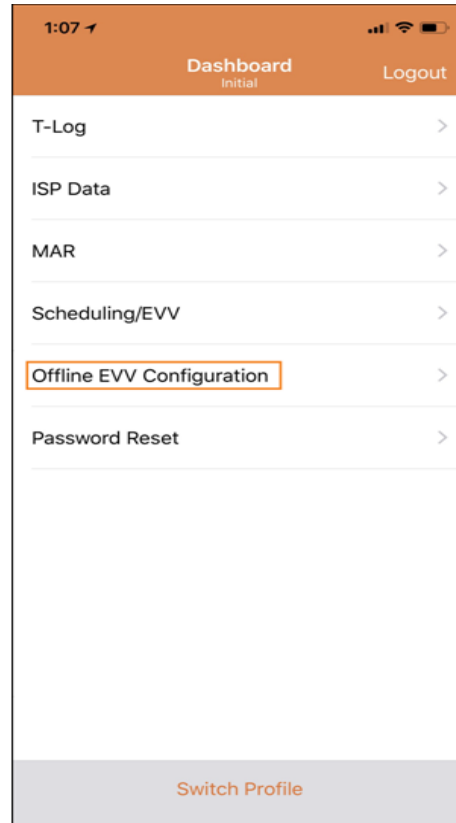 1:07
Dashboard
Initial
Logout
T-Log
ISP Data
MAR
Scheduling/EVV
Offline EVV Configuration
Password Reset
Switch Profile